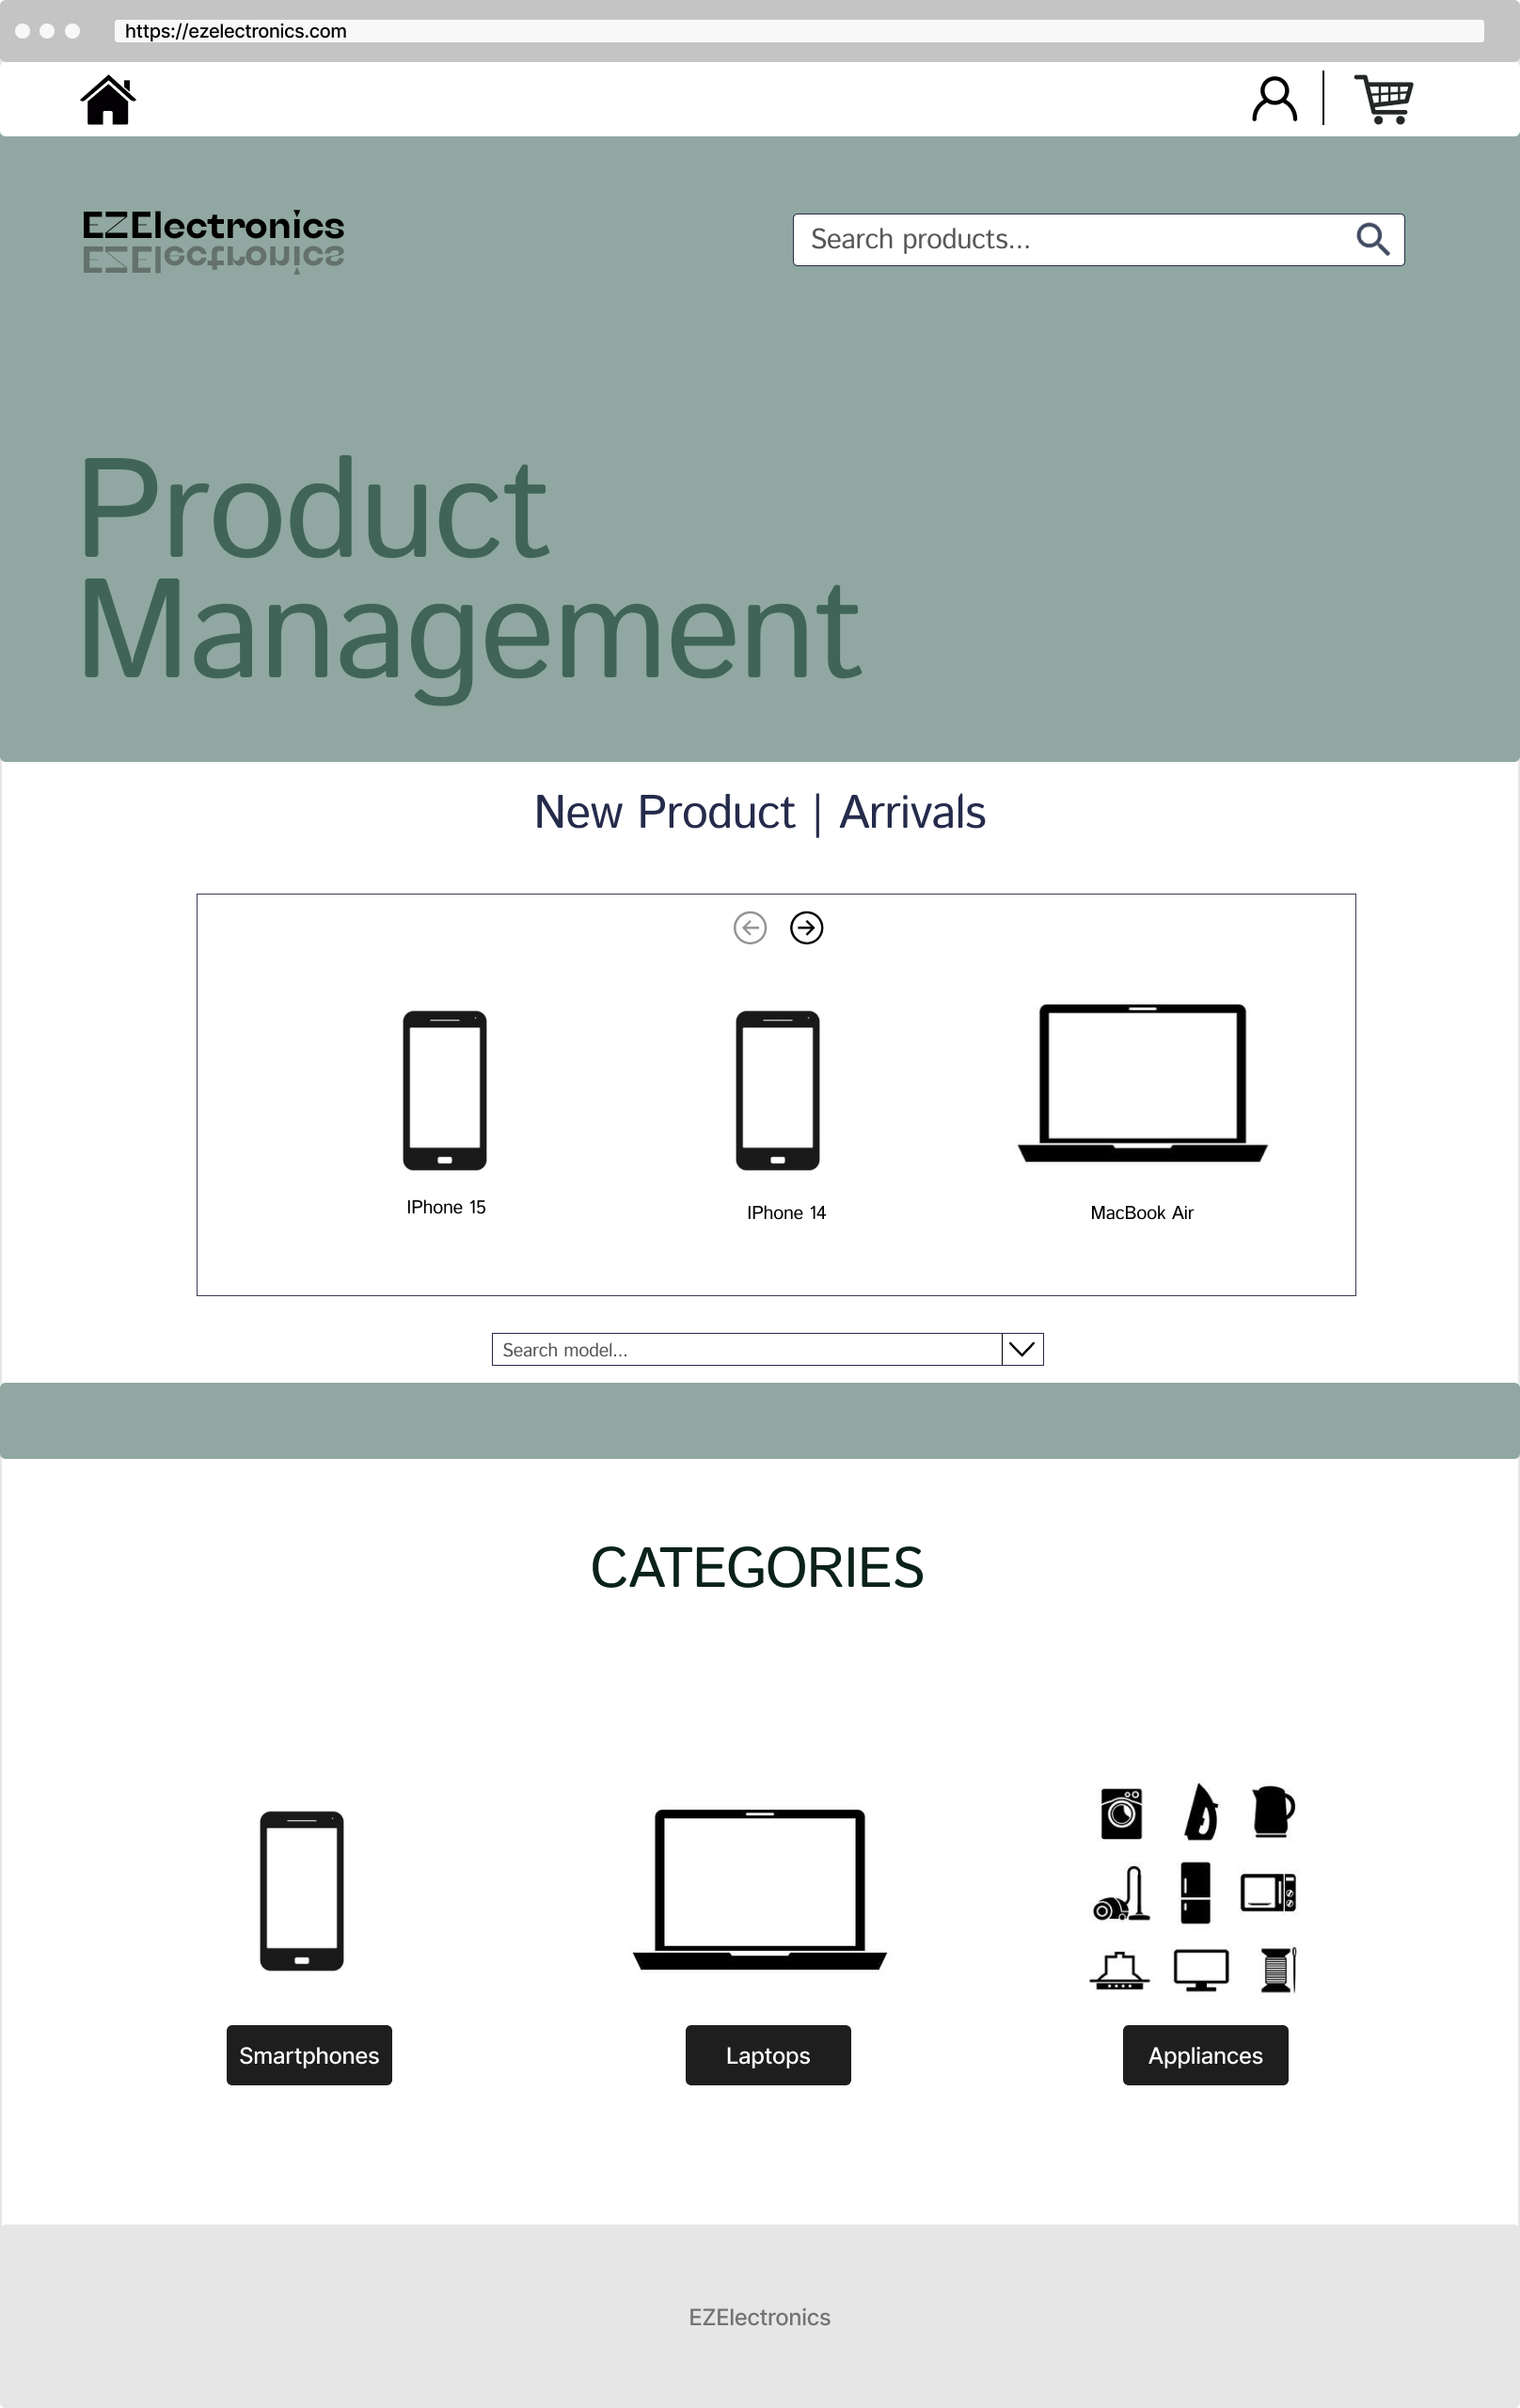 https://ezelectronics.com
EZElectronics
Search products...
Product
Management
New Product | Arrivals
IPhone 15
IPhone 14
MacBook Air
Search model...
CATEGORIES
Smartphones
Laptops
Appliances
EZElectronics